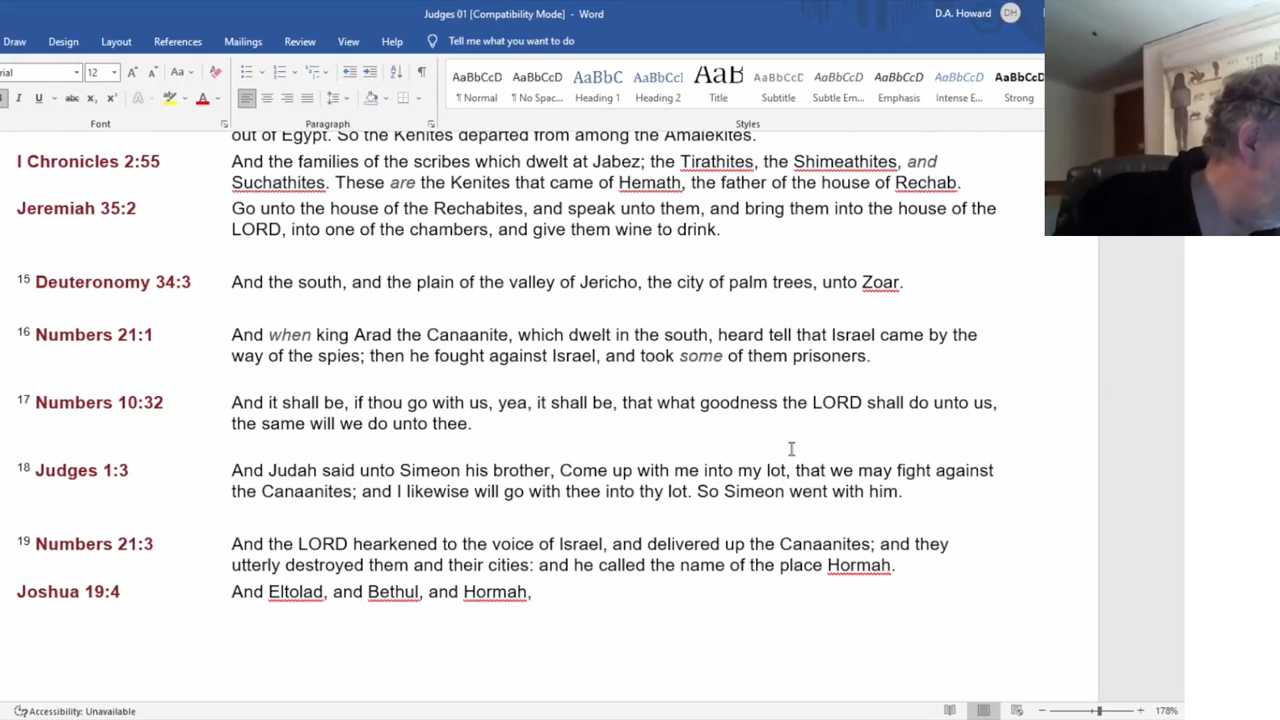 Judges 01 [Compatibility Mode] - Word
D.A. Howard DH
Draw Design Layout References Mailings Review View Help Tell me what you want to do
rial 12 A A Aa
AaBbCcD AaBbCcD AaBbC AaBbCcl AaB AaBbCcD AaBbCcD AaBbCcD AaBbCcD AaBbCcD
I U abc x₂ x² A A
¶ Normal ¶ No Spac... Heading 1 Heading 2 Title Subtitle Subtle Em... Emphasis Intense E... Strong
Font Paragraph Styles
out of Egypt. So the Kenites departed from among the Amalekites.
I Chronicles 2:55 And the families of the scribes which dwelt at Jabez; the Tirathites, the Shimeathites, and
Suchathites. These are the Kenites that came of Hemath, the father of the house of Rechab.
Jeremiah 35:2 Go unto the house of the Rechabites, and speak unto them, and bring them into the house of the
LORD, into one of the chambers, and give them wine to drink.
15 Deuteronomy 34:3 And the south, and the plain of the valley of Jericho, the city of palm trees, unto Zoar.
16 Numbers 21:1 And when king Arad the Canaanite, which dwelt in the south, heard tell that Israel came by the
way of the spies; then he fought against Israel, and took some of them prisoners.
17 Numbers 10:32 And it shall be, if thou go with us, yea, it shall be, that what goodness the LORD shall do unto us,
the same will we do unto thee.
18 Judges 1:3 And Judah said unto Simeon his brother, Come up with me into my lot, that we may fight against
the Canaanites; and I likewise will go with thee into thy lot. So Simeon went with him.
19 Numbers 21:3 And the LORD hearkened to the voice of Israel, and delivered up the Canaanites; and they
utterly destroyed them and their cities: and he called the name of the place Hormah.
Joshua 19:4 And Eltolad, and Bethul, and Hormah,
Accessibility: Unavailable 178%